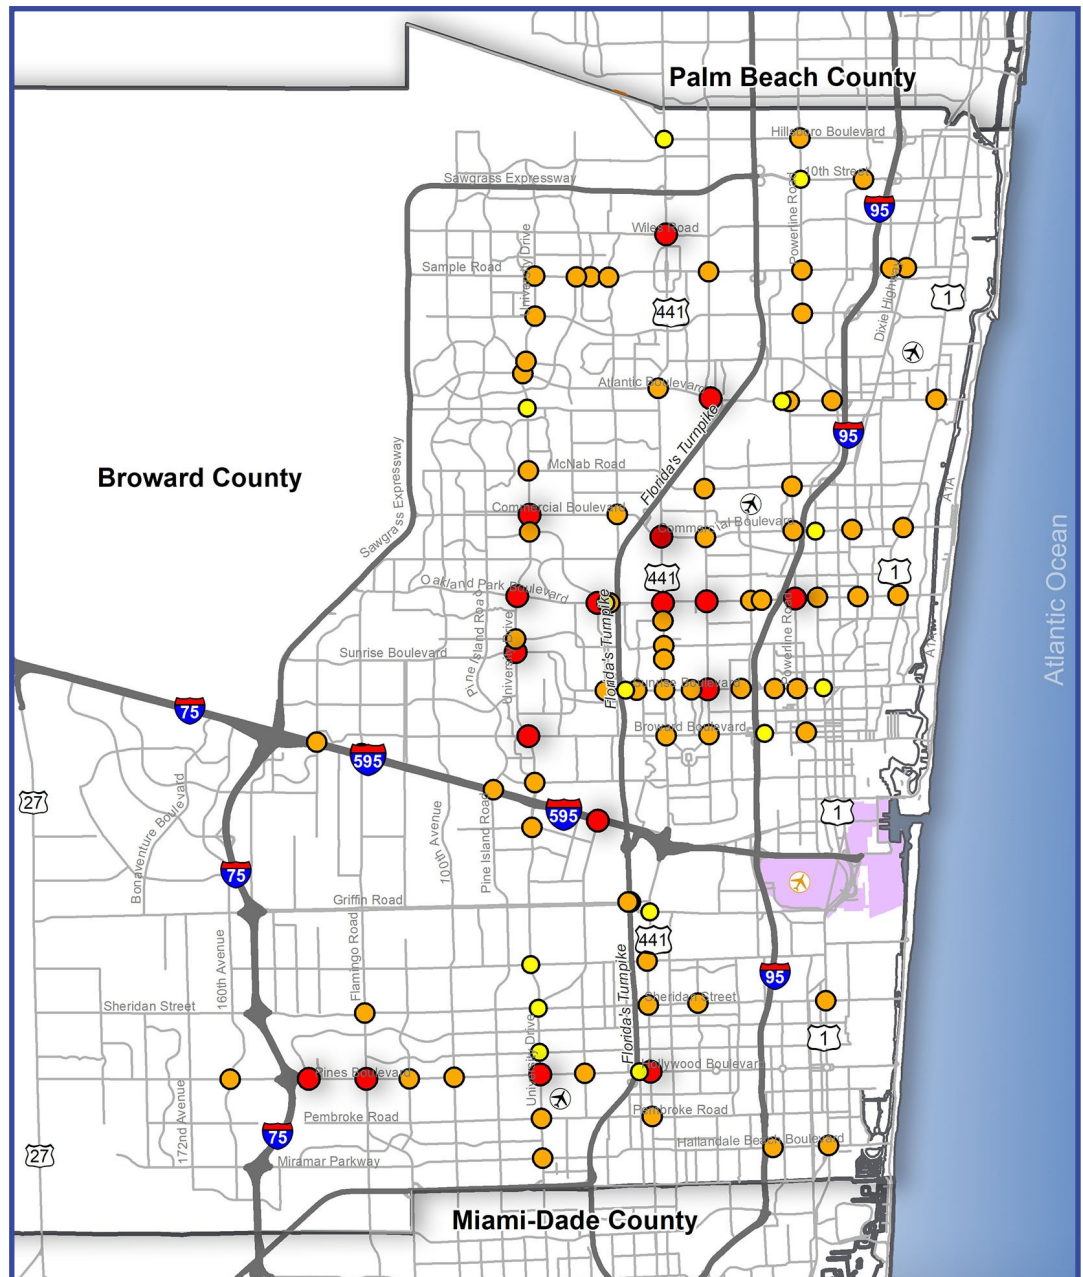 Palm Beach County
Hillsboro Boulevard
10th Street
Sawgrass Expressway
Powerline Road
95
Wiles Road
University Drive
Sample Road
441
1
Dixie Highway
Atlantic Boulevard
Florida's Turnpike
95
Broward County
McNab Road
Sawgrass Expressway
A1A
Commercial Boulevard
Commercial Boulevard
Atlantic Ocean
441
1
Oakland Park Boulevard
Florida's Turnpike
Powerline Road
A1A
Pine Island Road
University Drive
Sunrise Boulevard
Sunrise Boulevard
75
Broward Boulevard
595
27
Bonaventure Boulevard
100th Avenue
Pine Island Road
595
1
75
Griffin Road
Flamingo Road
160th Avenue
441
Florida's Turnpike
95
Sheridan Street
Sheridan Street
1
University Drive
Pines Boulevard
Hollywood Boulevard
172nd Avenue
Pembroke Road
Pembroke Road
75
Hallandale Beach Boulevard
27
Miramar Parkway
Miami-Dade County